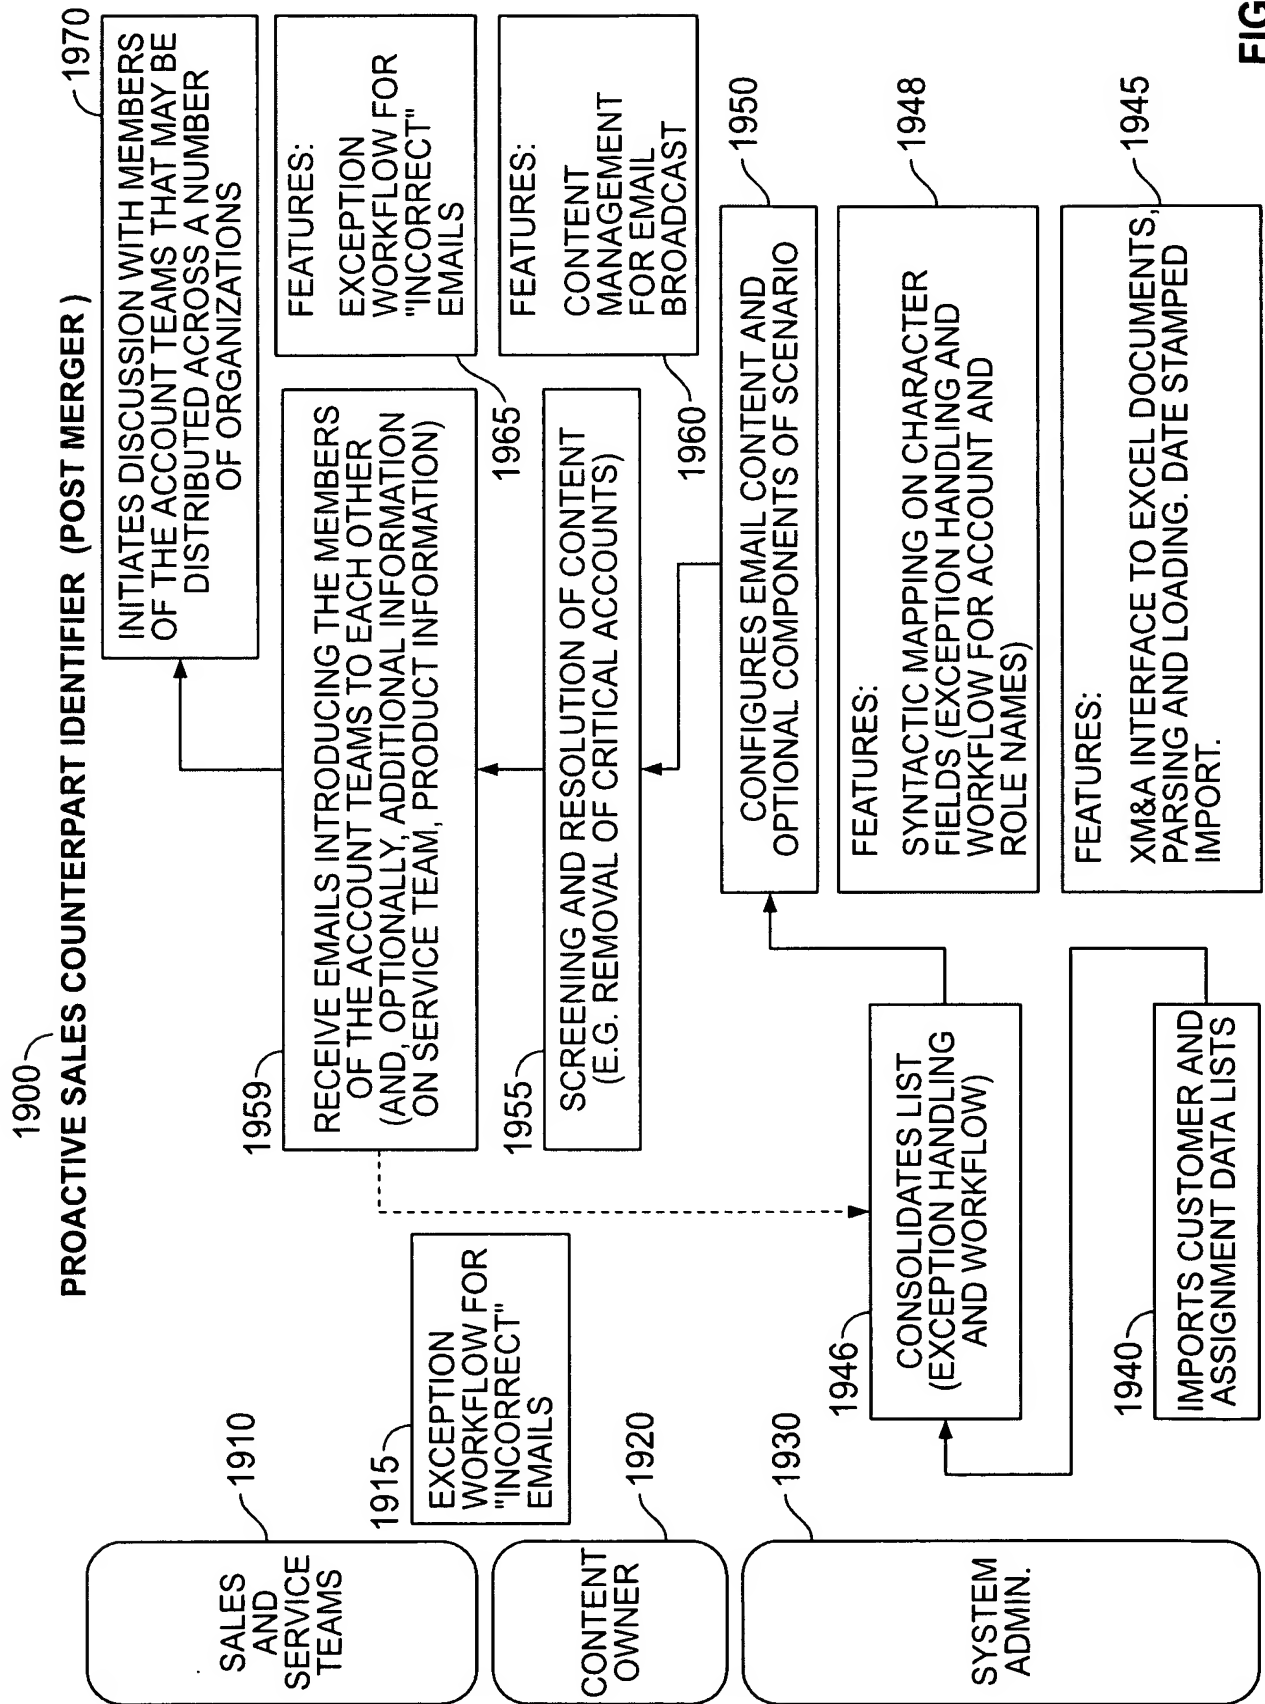 1900
PROACTIVE SALES COUNTERPART IDENTIFIER (POST MERGER )
SALES
AND
SERVICE
TEAMS
1910
1915
EXCEPTION
WORKFLOW FOR
"INCORRECT"
EMAILS
1959
RECEIVE EMAILS INTRODUCING THE MEMBERS
OF THE ACCOUNT TEAMS TO EACH OTHER
(AND, OPTIONALLY, ADDITIONAL INFORMATION
ON SERVICE TEAM, PRODUCT INFORMATION)
1970
INITIATES DISCUSSION WITH MEMBERS
OF THE ACCOUNT TEAMS THAT MAY BE
DISTRIBUTED ACROSS A NUMBER
OF ORGANIZATIONS
FEATURES:
EXCEPTION
WORKFLOW FOR
"INCORRECT"
EMAILS
1965
CONTENT
OWNER
1920
1955
SCREENING AND RESOLUTION OF CONTENT
(E.G. REMOVAL OF CRITICAL ACCOUNTS)
FEATURES:
CONTENT
MANAGEMENT
FOR EMAIL
BROADCAST
1960
SYSTEM
ADMIN.
1930
1946
CONSOLIDATES LIST
(EXCEPTION HANDLING
AND WORKFLOW)
1940
IMPORTS CUSTOMER AND
ASSIGNMENT DATA LISTS
CONFIGURES EMAIL CONTENT AND
OPTIONAL COMPONENTS OF SCENARIO
1950
FEATURES:
SYNTACTIC MAPPING ON CHARACTER
FIELDS (EXCEPTION HANDLING AND
WORKFLOW FOR ACCOUNT AND
ROLE NAMES)
1948
FEATURES:
XM&A INTERFACE TO EXCEL DOCUMENTS,
PARSING AND LOADING. DATE STAMPED
IMPORT.
1945
FIG